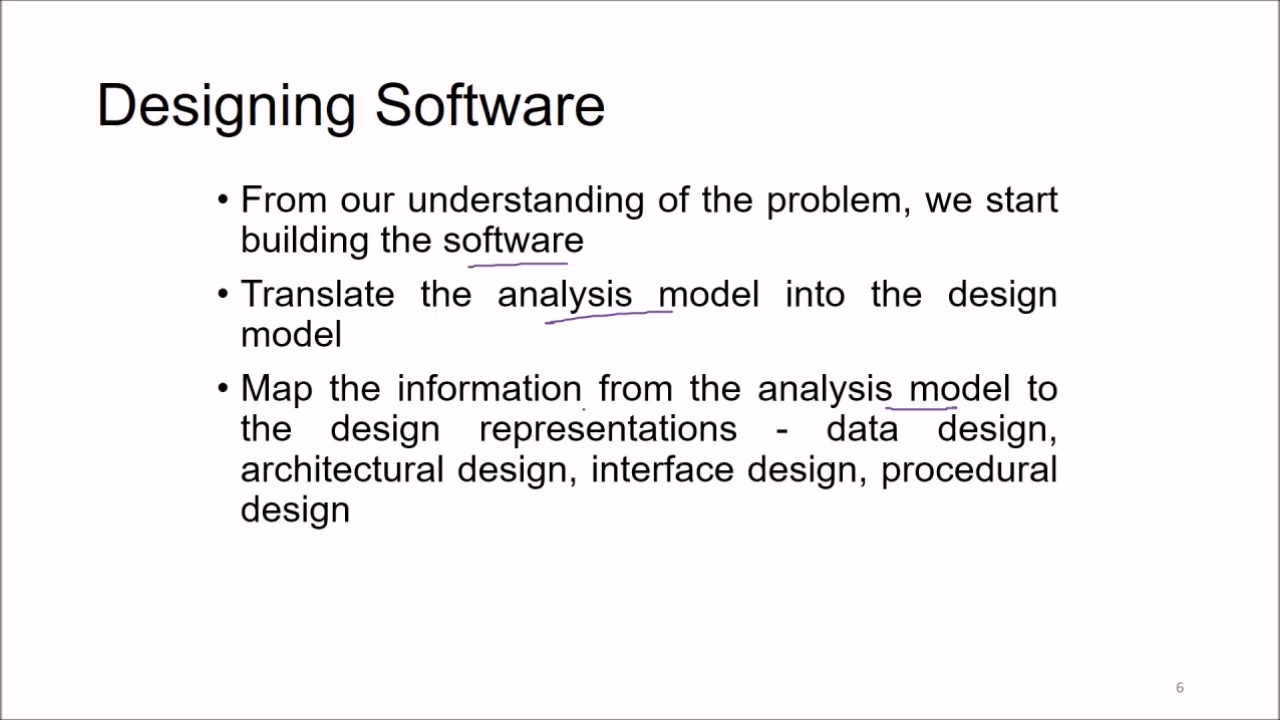 Designing Software
• From our understanding of the problem, we start
building the software
• Translate the analysis model into the design
model
• Map the information from the analysis model to
the design representations - data design,
architectural design, interface design, procedural
design
6